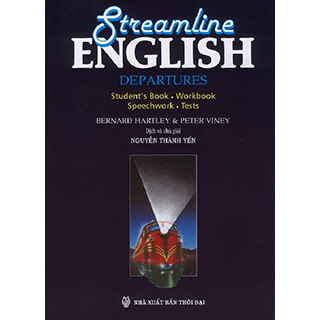 Streamline
ENGLISH
DEPARTURES
Student's Book • Workbook
Speechwork • Tests
BERNARD HARTLEY & PETER VINEY
Dịch và chú giải
NGUYỄN THÀNH YẾN
NHÀ XUẤT BẢN THỜI ĐẠI